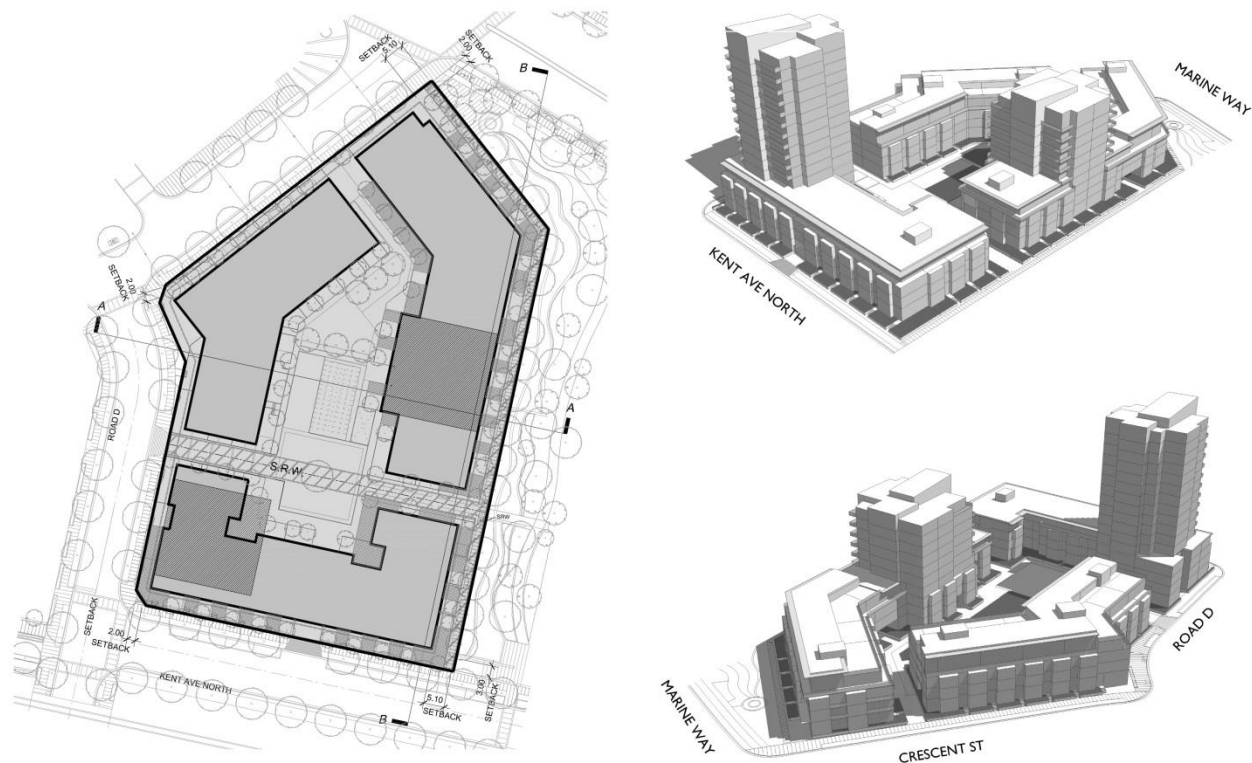 SETBACK
5.10
2.00
SETBACK
B
2.00
SETBACK
A
ROAD D
A
S.R.W.
SRW
SETBACK
2.00
SETBACK
KENT AVE NORTH
5.10
SETBACK
3.00
SETBACK
B
MARINE WAY
KENT AVE NORTH
MARINE WAY
CRESCENT ST
ROAD D